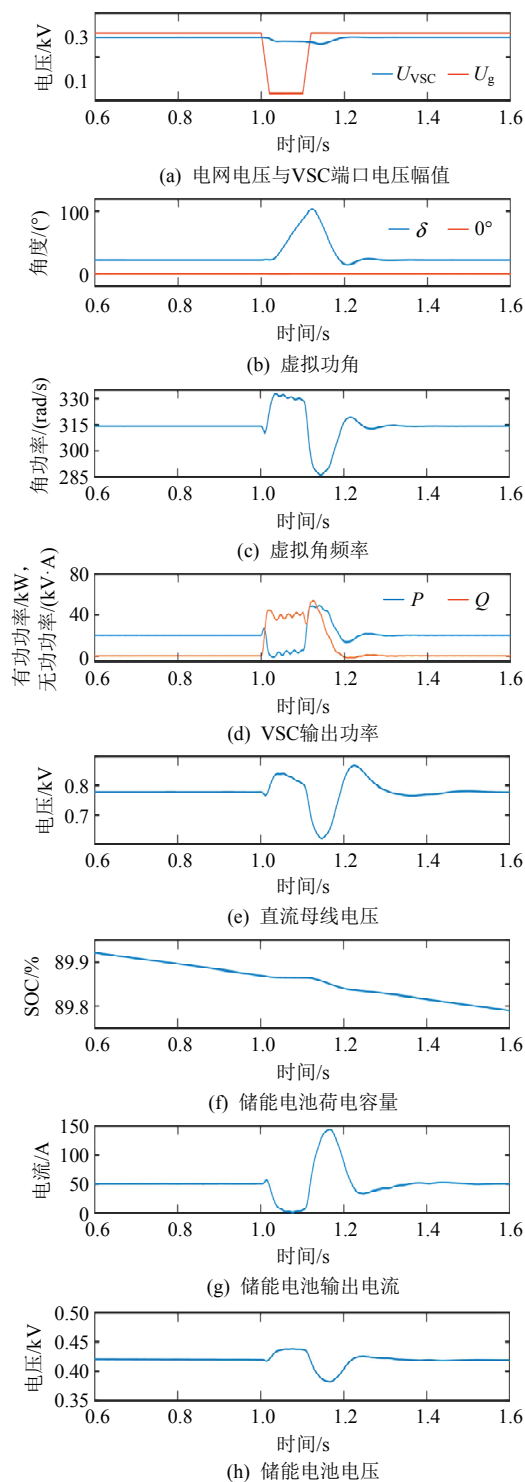 电压/kV
0.3
0.1
U_VSC U_g
0.6 0.8 1.0 1.2 1.4 1.6
时间/s
(a) 电网电压与VSC端口电压幅值
角度/(°)
100
0
δ 0°
0.6 0.8 1.0 1.2 1.4 1.6
时间/s
(b) 虚拟功角
角功率/(rad/s)
330
315
300
285
0.6 0.8 1.0 1.2 1.4 1.6
时间/s
(c) 虚拟角频率
有功功率/kW,
无功功率/(kV·A)
80
40
0
P Q
0.6 0.8 1.0 1.2 1.4 1.6
时间/s
(d) VSC输出功率
电压/kV
0.8
0.7
0.6 0.8 1.0 1.2 1.4 1.6
时间/s
(e) 直流母线电压
SOC/%
89.9
89.8
0.6 0.8 1.0 1.2 1.4 1.6
时间/s
(f) 储能电池荷电容量
电流/A
150
100
50
0
0.6 0.8 1.0 1.2 1.4 1.6
时间/s
(g) 储能电池输出电流
电压/kV
0.50
0.45
0.40
0.35
0.6 0.8 1.0 1.2 1.4 1.6
时间/s
(h) 储能电池电压